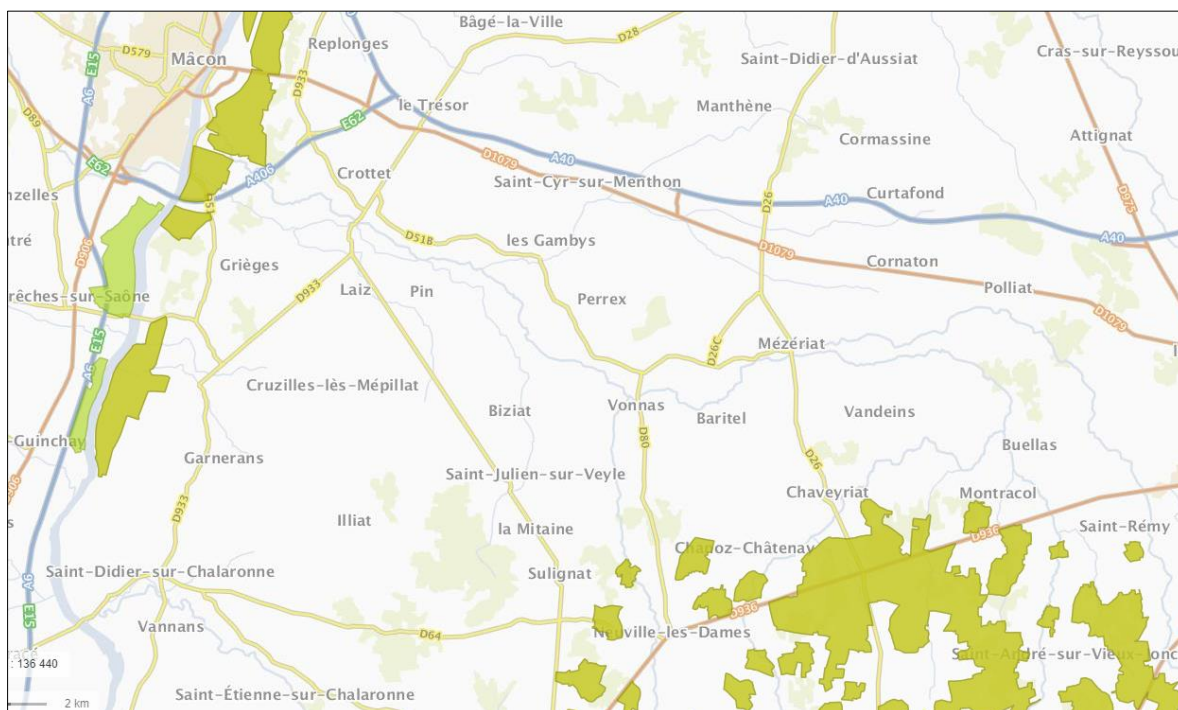 Bâgé-la-Ville
D28
Replonges
D579
D933
E15
Mâcon
Saint-Didier-d'Aussiat
Cras-sur-Reyssou
A6
le Trésor
Manthène
D89
E62
Cormassine
Attignat
E62
D1079
A40
A406
Crottet
Saint-Cyr-sur-Menthon
nzelles
D51
D26
A40
Curtafond
D975
ntré
D906
D51B
les Gambys
D1079
A40
Grièges
Cornaton
Laiz
Pin
Perrex
Polliat
rêches-sur-Saône
D933
D1079
E15
Mézériat
D26C
A6
Cruzilles-lès-Mépillat
Vonnas
Biziat
Baritel
Vandeins
Guinchay
D80
Buellas
Garnerans
D26
Saint-Julien-sur-Veyle
D906
Chaveyriat
Montracol
D933
Illiat
la Mitaine
D936
Saint-Rémy
Chanoz-Châtenay
A6
Saint-Didier-sur-Chalaronne
Sulignat
E15
D936
Vannans
D64
Neuville-les-Dames
Saint-André-sur-Vieux-Jonc
: 136 440
Saint-Étienne-sur-Chalaronne
2 km